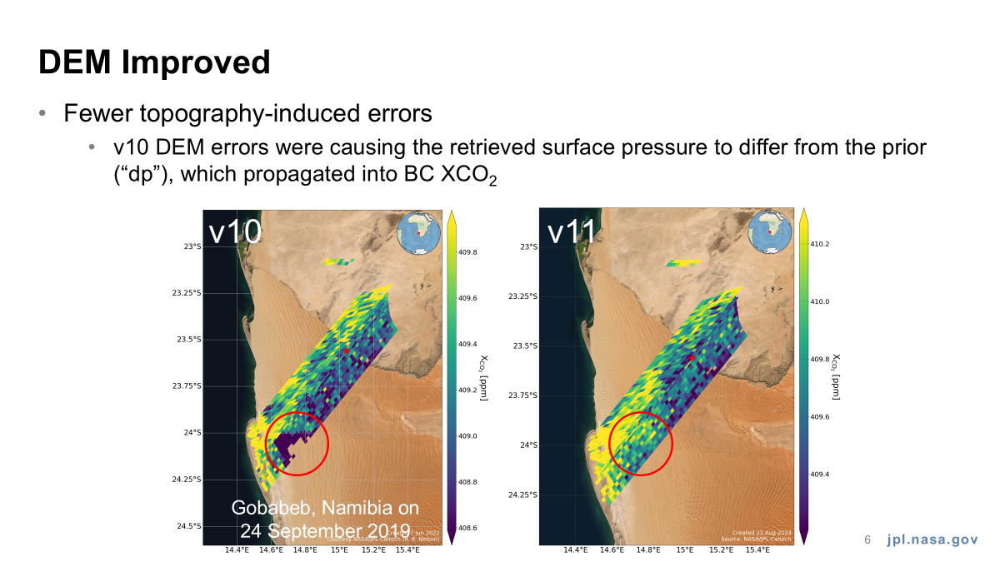 DEM Improved
• Fewer topography-induced errors
• v10 DEM errors were causing the retrieved surface pressure to differ from the prior
(“dp”), which propagated into BC XCO₂
v10
23°S
23.25°S
23.5°S
23.75°S
24°S
24.25°S
24.5°S
14.4°E 14.6°E 14.8°E 15°E 15.2°E 15.4°E
409.8
409.6
409.4
409.2
409.0
408.8
408.6
X_CO₂ [ppm]
Gobabeb, Namibia on
24 September 2019
7 Jun 2022
Courtesy NASA/JPL-Caltech (R. R. Nelson)
v11
23°S
23.25°S
23.5°S
23.75°S
24°S
24.25°S
14.4°E 14.6°E 14.8°E 15°E 15.2°E 15.4°E
410.2
410.0
409.8
409.6
409.4
X_CO₂ [ppm]
Created 21 Aug 2024
Source: NASA/JPL-Caltech
6 jpl.nasa.gov